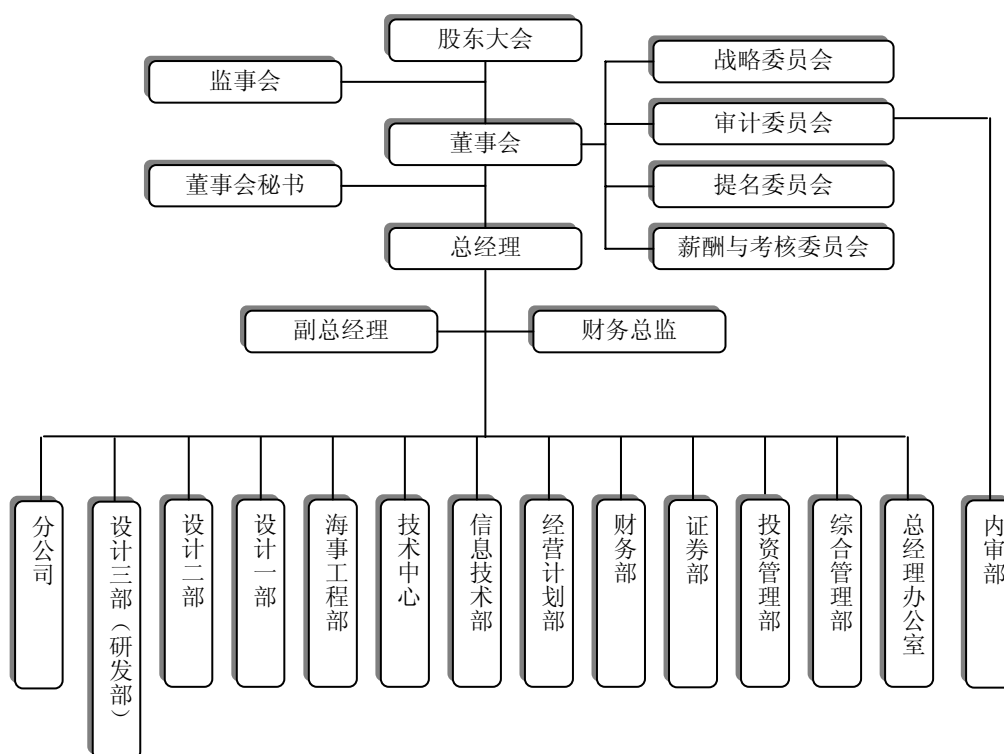 股东大会
战略委员会
监事会
审计委员会
董事会
提名委员会
董事会秘书
总经理
薪酬与考核委员会
副总经理
财务总监
分公司
设计三部（研发部）
设计二部
设计一部
海事工程部
技术中心
信息技术部
经营计划部
财务部
证券部
投资管理部
综合管理部
总经理办公室
内审部